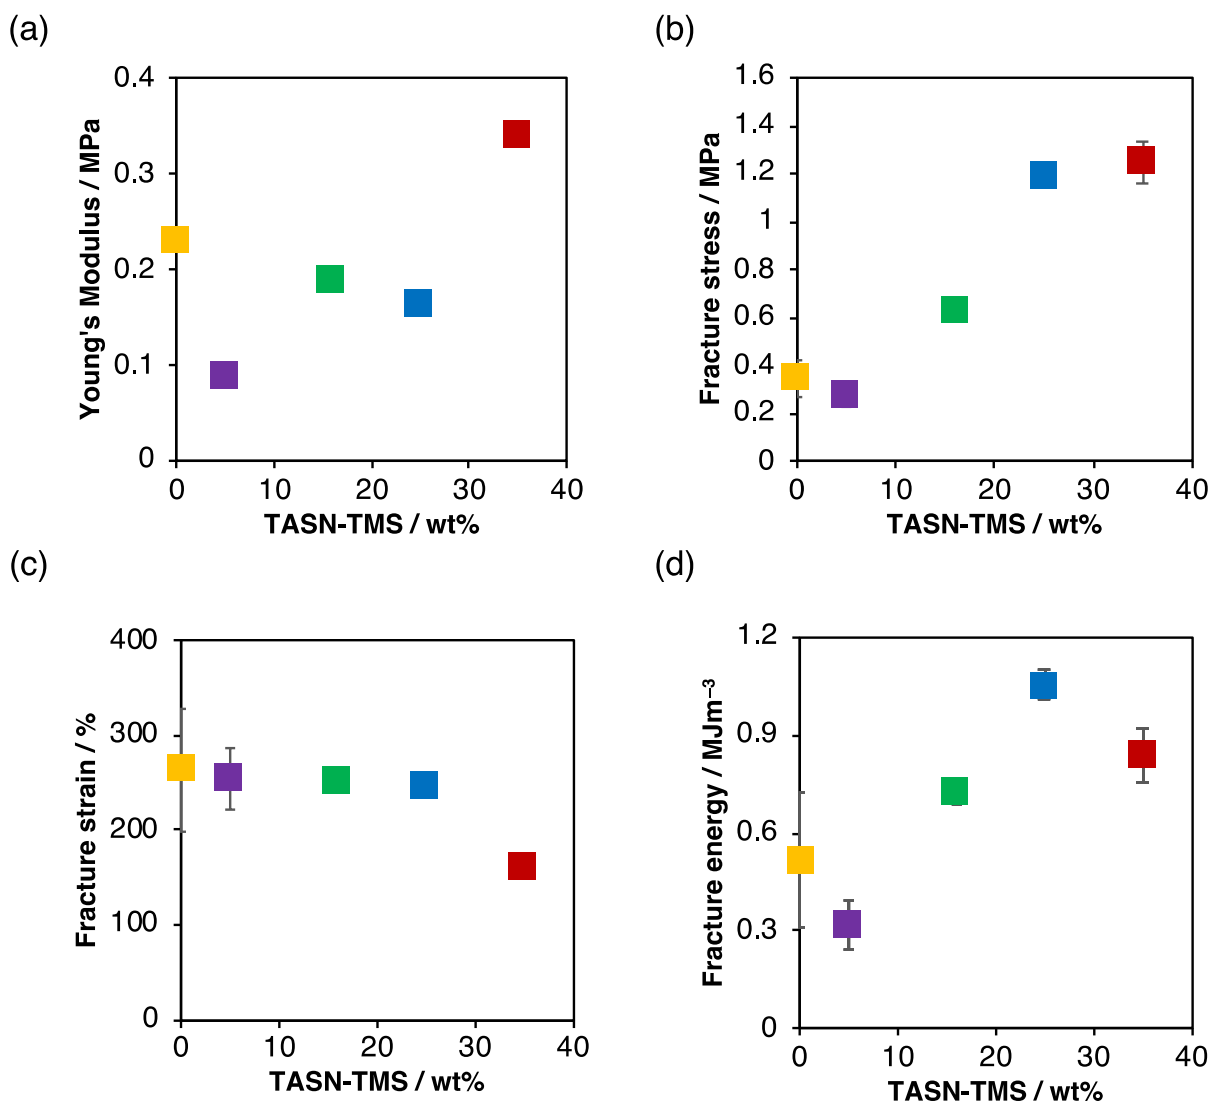 (a)
0.4
0.3
0.2
0.1
0
Young's Modulus / MPa
0 10 20 30 40
TASN-TMS / wt%
(b)
1.6
1.4
1.2
1
0.8
0.6
0.4
0.2
0
Fracture stress / MPa
0 10 20 30 40
TASN-TMS / wt%
(c)
400
300
200
100
0
Fracture strain / %
0 10 20 30 40
TASN-TMS / wt%
(d)
1.2
0.9
0.6
0.3
0
Fracture energy / MJm⁻³
0 10 20 30 40
TASN-TMS / wt%